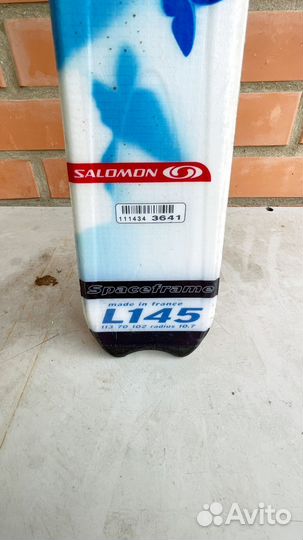 SALOMON
111434 3641
Spaceframe
made in france
L145
113 70 102 radius 10.7
Avito